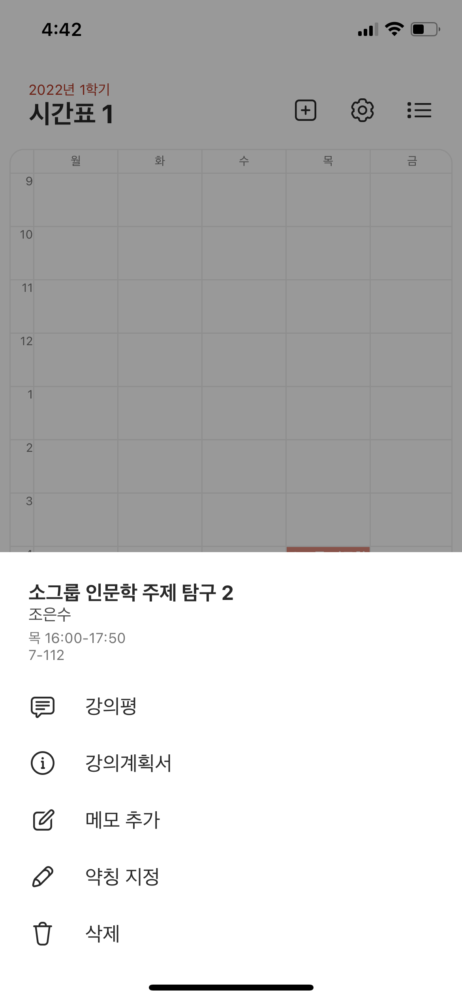 4:42
2022년 1학기
시간표 1
월 화 수 목 금
9
10
11
12
1
2
3
소그룹 인문학 주제 탐구 2
조은수
목 16:00-17:50
7-112
강의평
강의계획서
메모 추가
약칭 지정
삭제